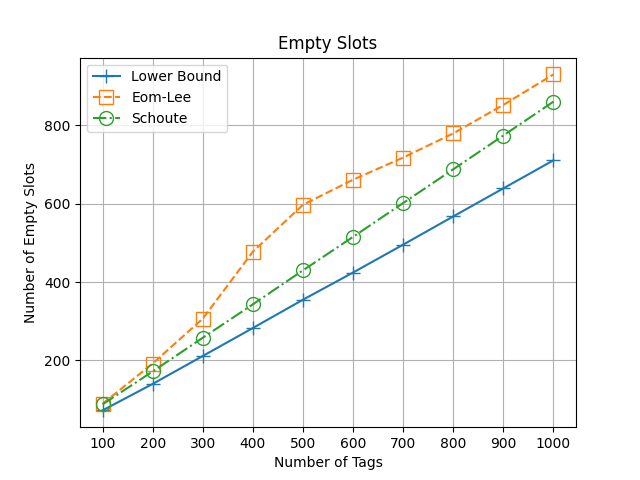 Empty Slots
Lower Bound
Eom-Lee
Schoute
Number of Empty Slots
800
600
400
200
100 200 300 400 500 600 700 800 900 1000
Number of Tags